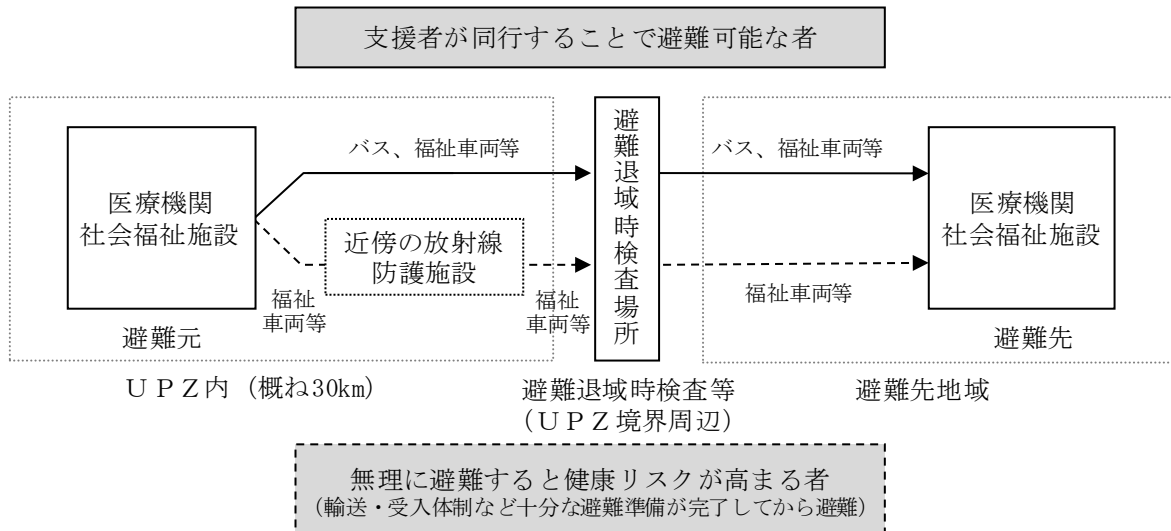 支援者が同行することで避難可能な者
バス、福祉車両等
バス、福祉車両等
医療機関
社会福祉施設
近傍の放射線
防護施設
福祉
車両等
福祉
車両等
避難退域時検査場所
福祉車両等
医療機関
社会福祉施設
避難元
避難先
ＵＰＺ内（概ね30km）
避難退域時検査等
（ＵＰＺ境界周辺）
避難先地域
無理に避難すると健康リスクが高まる者
（輸送・受入体制など十分な避難準備が完了してから避難）